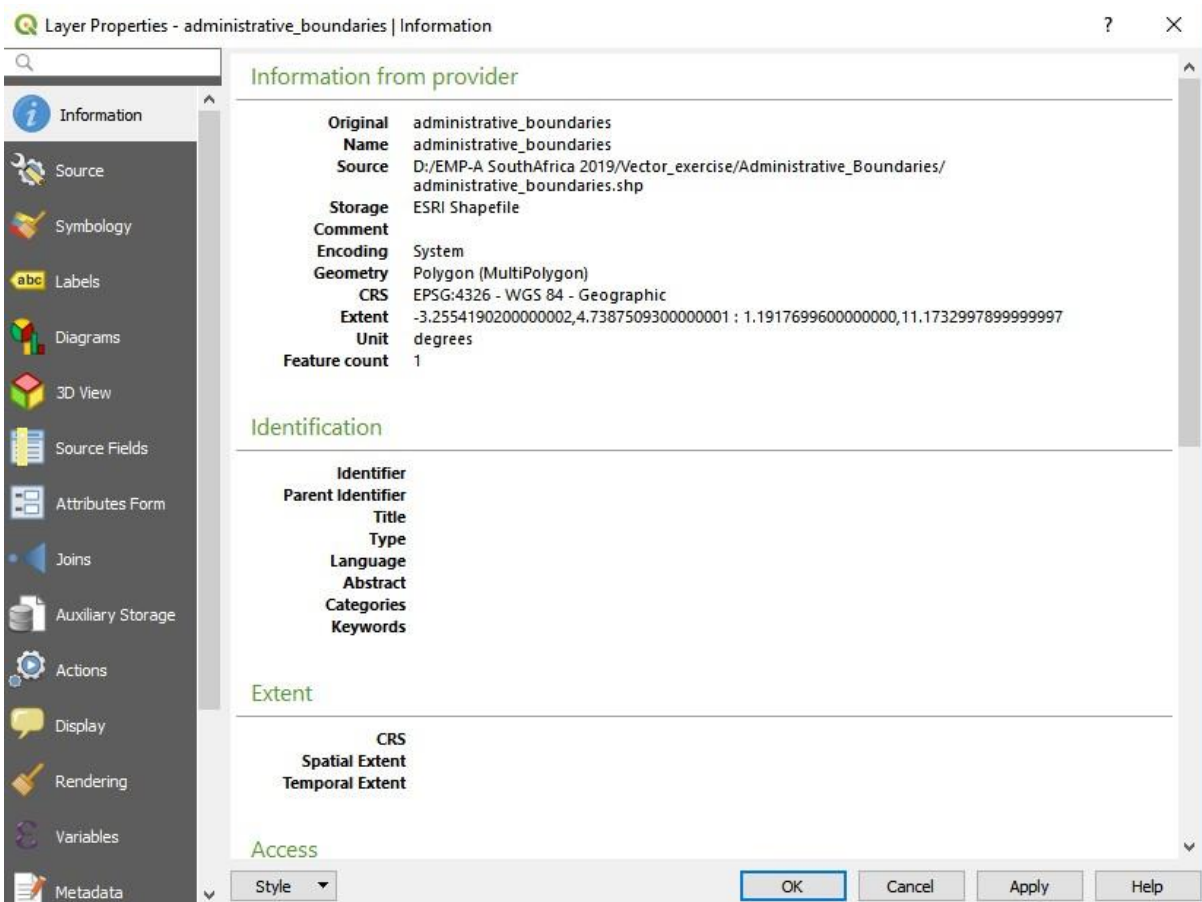 Layer Properties - administrative_boundaries | Information
?
Information
Source
Symbology
abc Labels
Diagrams
3D View
Source Fields
Attributes Form
Joins
Auxiliary Storage
Actions
Display
Rendering
Variables
Metadata
Information from provider
Original administrative_boundaries
Name administrative_boundaries
Source D:/EMP-A SouthAfrica 2019/Vector_exercise/Administrative_Boundaries/
administrative_boundaries.shp
Storage ESRI Shapefile
Comment
Encoding System
Geometry Polygon (MultiPolygon)
CRS EPSG:4326 - WGS 84 - Geographic
Extent -3.2554190200000002,4.7387509300000001 : 1.1917699600000000,11.1732997899999997
Unit degrees
Feature count 1
Identification
Identifier
Parent Identifier
Title
Type
Language
Abstract
Categories
Keywords
Extent
CRS
Spatial Extent
Temporal Extent
Access
Style OK Cancel Apply Help